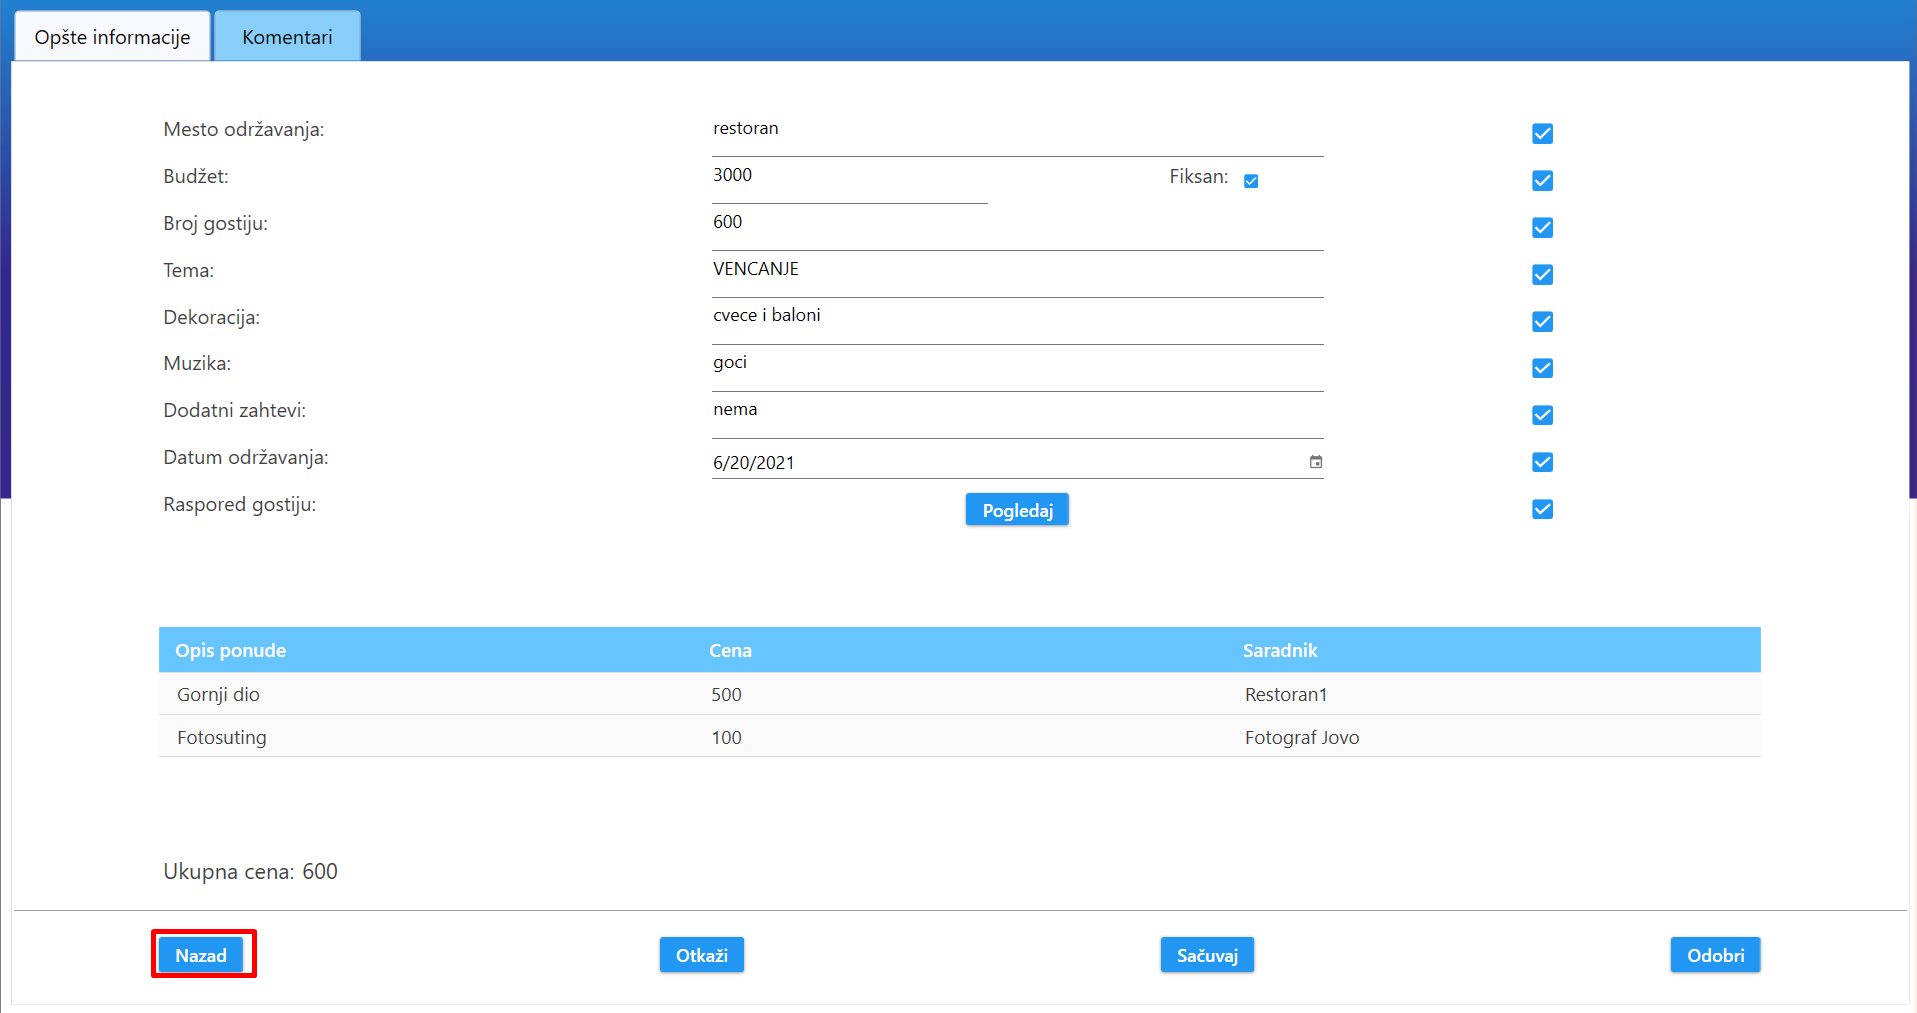 Opšte informacije Komentari
Mesto održavanja: restoran
Budžet: 3000 Fiksan:
Broj gostiju: 600
Tema: VENCANJE
Dekoracija: cvece i baloni
Muzika: goci
Dodatni zahtevi: nema
Datum održavanja: 6/20/2021
Raspored gostiju: Pogledaj
Opis ponude Cena Saradnik
Gornji dio 500 Restoran1
Fotosuting 100 Fotograf Jovo
Ukupna cena: 600
Nazad Otkaži Sačuvaj Odobri